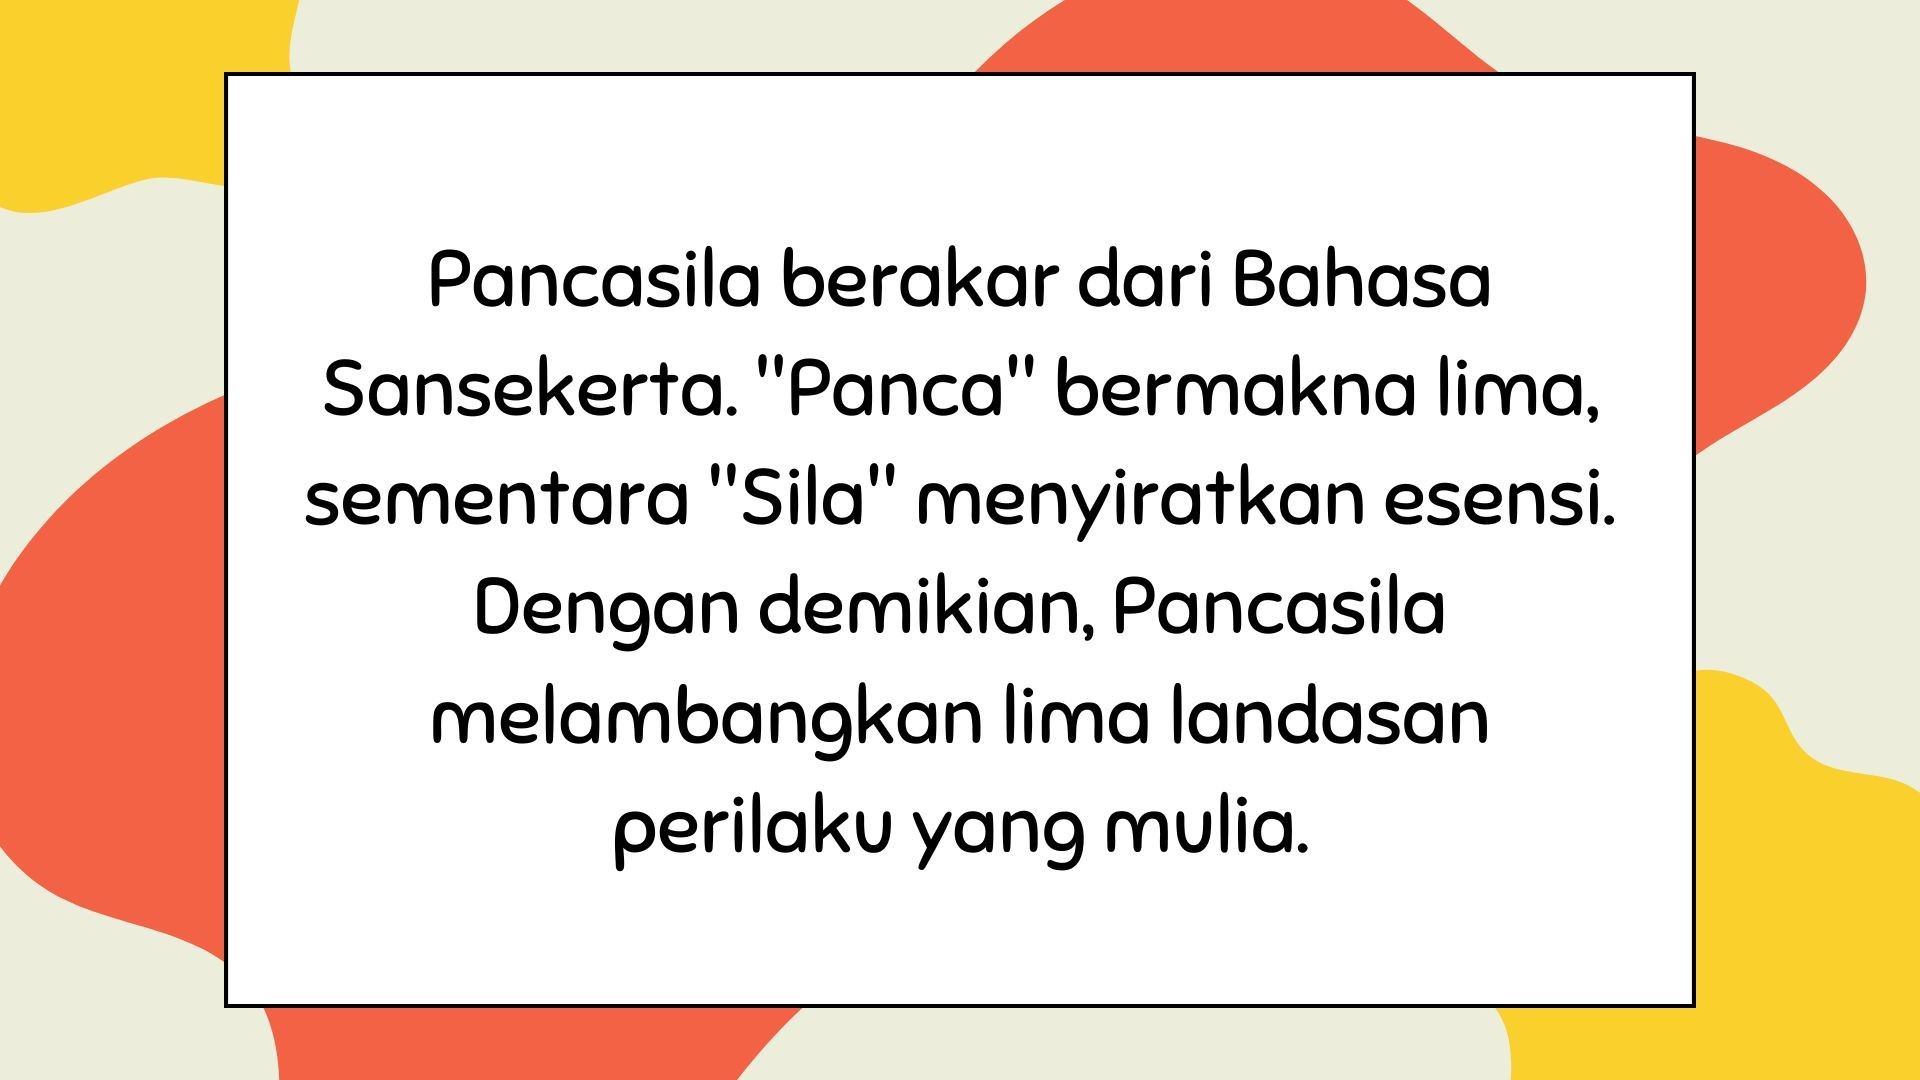 Pancasila berakar dari Bahasa
Sansekerta. "Panca" bermakna lima,
sementara "Sila" menyiratkan esensi.
Dengan demikian, Pancasila
melambangkan lima landasan
perilaku yang mulia.